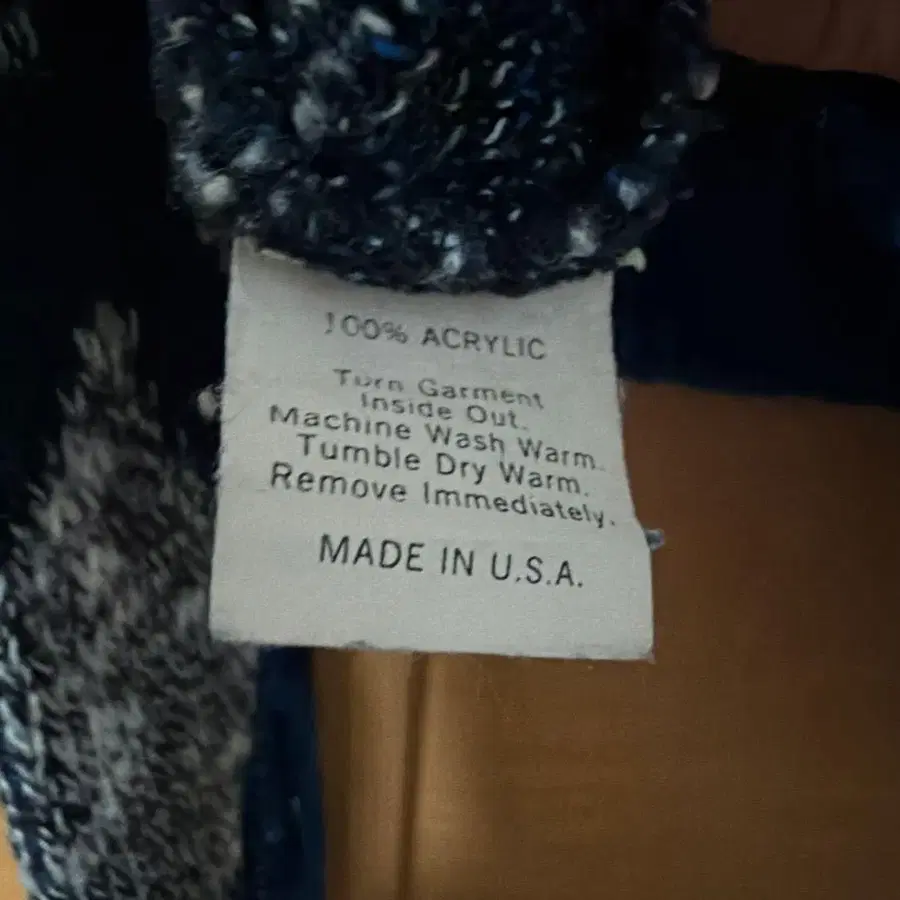 100% ACRYLIC
Turn Garment
Inside Out.
Machine Wash Warm.
Tumble Dry Warm.
Remove Immediately.
MADE IN U.S.A.